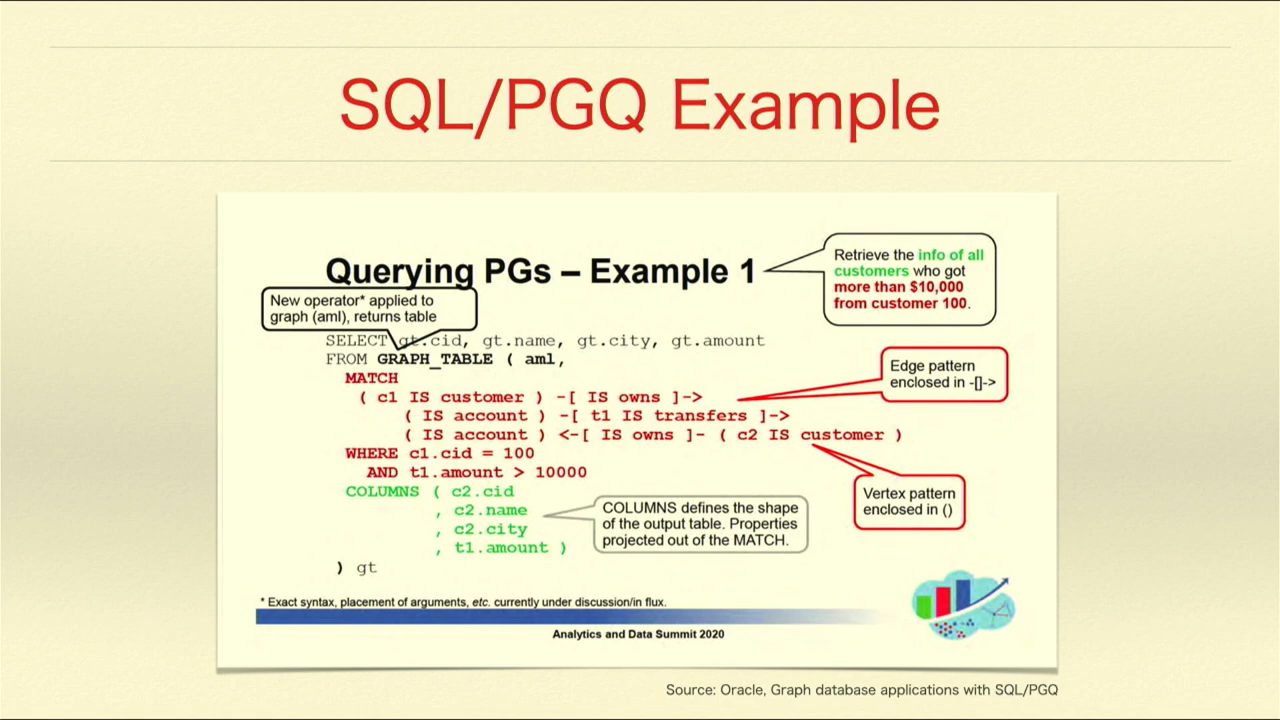 SQL/PGQ Example
Querying PGs – Example 1
Retrieve the info of all
customers who got
more than $10,000
from customer 100.
New operator* applied to
graph (aml), returns table
SELECT gt.cid, gt.name, gt.city, gt.amount
FROM GRAPH_TABLE ( aml,
MATCH
( c1 IS customer ) -[ IS owns ]->
( IS account ) -[ t1 IS transfers ]->
( IS account ) <-[ IS owns ]- ( c2 IS customer )
WHERE c1.cid = 100
AND t1.amount > 10000
COLUMNS ( c2.cid
, c2.name
, c2.city
, t1.amount )
) gt
Edge pattern
enclosed in -[]->
Vertex pattern
enclosed in ()
COLUMNS defines the shape
of the output table. Properties
projected out of the MATCH.
* Exact syntax, placement of arguments, etc. currently under discussion/in flux.
Analytics and Data Summit 2020
Source: Oracle, Graph database applications with SQL/PGQ